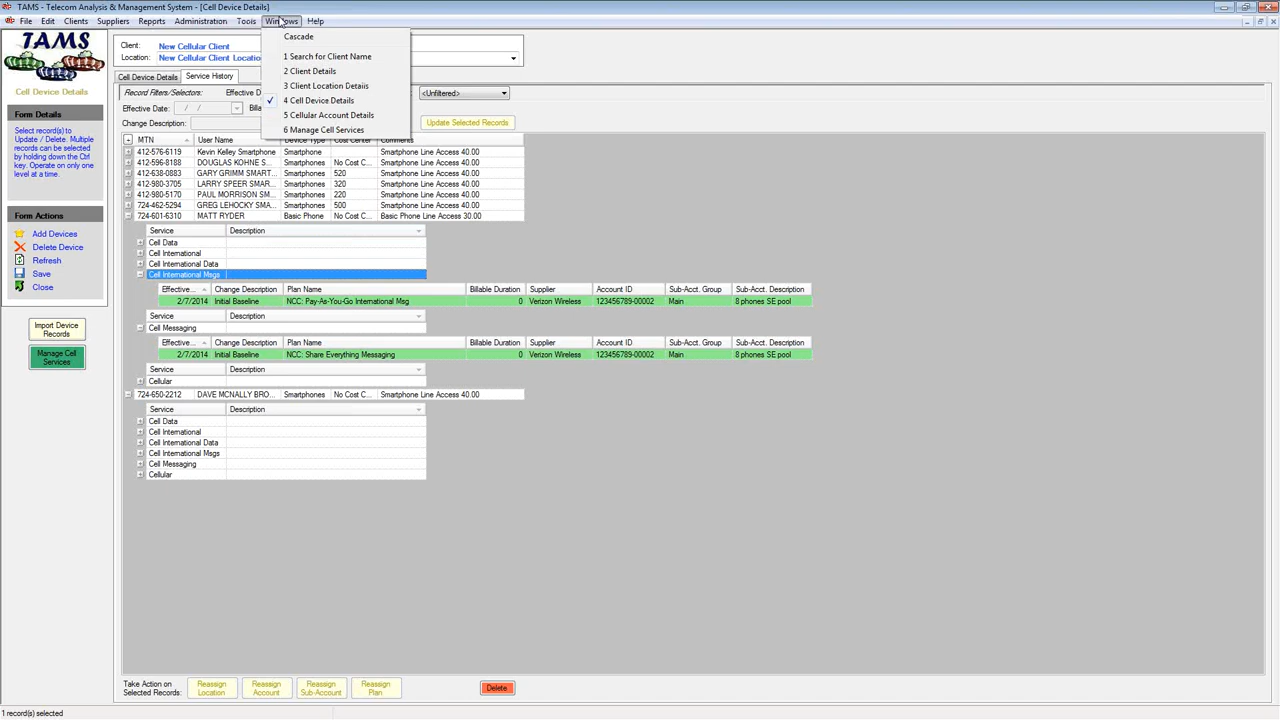 TAMS - Telecom Analysis & Management System - [Cell Device Details]
File Edit Clients Suppliers Reports Administration Tools Windows Help
TAMS
Cell Device Details
Form Details
Select record(s) to
Update / Delete. Multiple
records can be selected
by holding down the Ctrl
key. Operate on only one
level at a time.
Form Actions
Add Devices
Delete Device
Refresh
Save
Close
Import Device
Records
Manage Cell
Services
Client: New Cellular Client
Location: New Cellular Client Locatio
Cell Device Details Service History
Record Filters/Selectors: Effective D <Unfiltered>
Effective Date: / / Billa
Change Description: Update Selected Records
Cascade
1 Search for Client Name
2 Client Details
3 Client Location Details
4 Cell Device Details
5 Cellular Account Details
6 Manage Cell Services
MTN User Name Device Type Cost Center Comments
412-576-6119 Kevin Kelley Smartphone Smartphone Smartphone Line Access 40.00
412-596-8188 DOUGLAS KOHNE S... Smartphones No Cost C... Smartphone Line Access 40.00
412-638-0883 GARY GRIMM SMART... Smartphones 520 Smartphone Line Access 40.00
412-980-3705 LARRY SPEER SMAR... Smartphones 320 Smartphone Line Access 40.00
412-980-5170 PAUL MORRISON SM... Smartphones 220 Smartphone Line Access 40.00
724-462-5294 GREG LEHOCKY SMA... Smartphones 500 Smartphone Line Access 40.00
724-601-6310 MATT RYDER Basic Phone No Cost C... Basic Phone Line Access 30.00
Service Description
Cell Data
Cell International
Cell International Data
Cell International Msgs
Effective... Change Description Plan Name Billable Duration Supplier Account ID Sub-Acct. Group Sub-Acct. Description
2/7/2014 Initial Baseline NCC: Pay-As-You-Go International Msg 0 Verizon Wireless 123456789-00002 Main 8 phones SE pool
Service Description
Cell Messaging
Effective... Change Description Plan Name Billable Duration Supplier Account ID Sub-Acct. Group Sub-Acct. Description
2/7/2014 Initial Baseline NCC: Share Everything Messaging 0 Verizon Wireless 123456789-00002 Main 8 phones SE pool
Service Description
Cellular
724-650-2212 DAVE MCNALLY BRO... Smartphones No Cost C... Smartphone Line Access 40.00
Service Description
Cell Data
Cell International
Cell International Data
Cell International Msgs
Cell Messaging
Cellular
Take Action on
Selected Records:
Reassign
Location
Reassign
Account
Reassign
Sub-Account
Reassign
Plan
Delete
1 record(s) selected